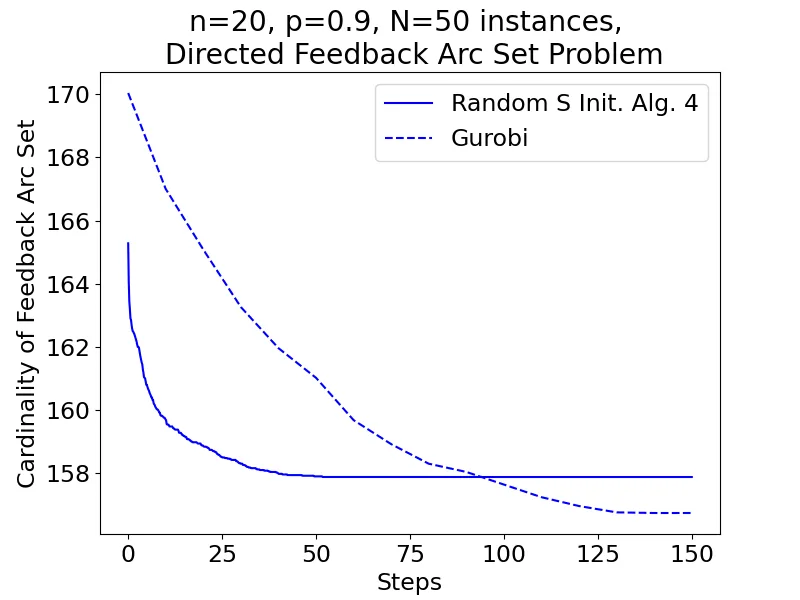 n=20, p=0.9, N=50 instances,
Directed Feedback Arc Set Problem
Random S Init. Alg. 4
Gurobi
Cardinality of Feedback Arc Set
170
168
166
164
162
160
158
0 25 50 75 100 125 150
Steps